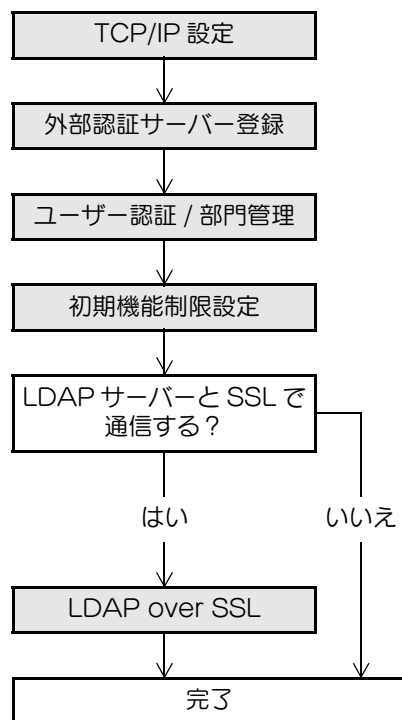 TCP/IP 設定
外部認証サーバー登録
ユーザー認証 / 部門管理
初期機能制限設定
LDAP サーバーと SSL で
通信する？
はい
いいえ
LDAP over SSL
完了